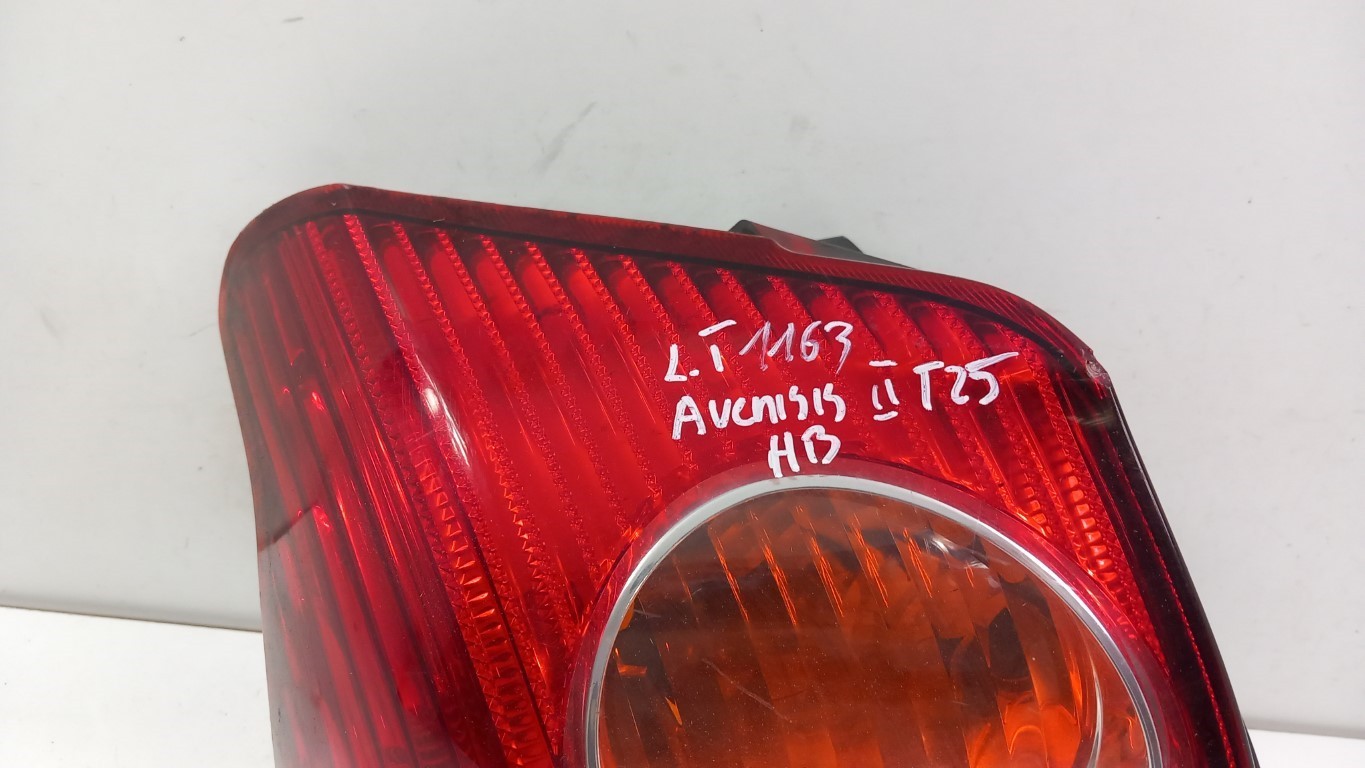 L.T 1163
Avensis II T25
HB